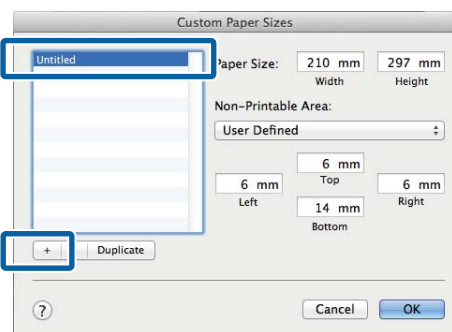 Custom Paper Sizes
Untitled
Paper Size: 210 mm 297 mm
Width Height
Non-Printable Area:
User Defined
6 mm
Top
6 mm 6 mm
Left Right
14 mm
Bottom
+ Duplicate
? Cancel OK